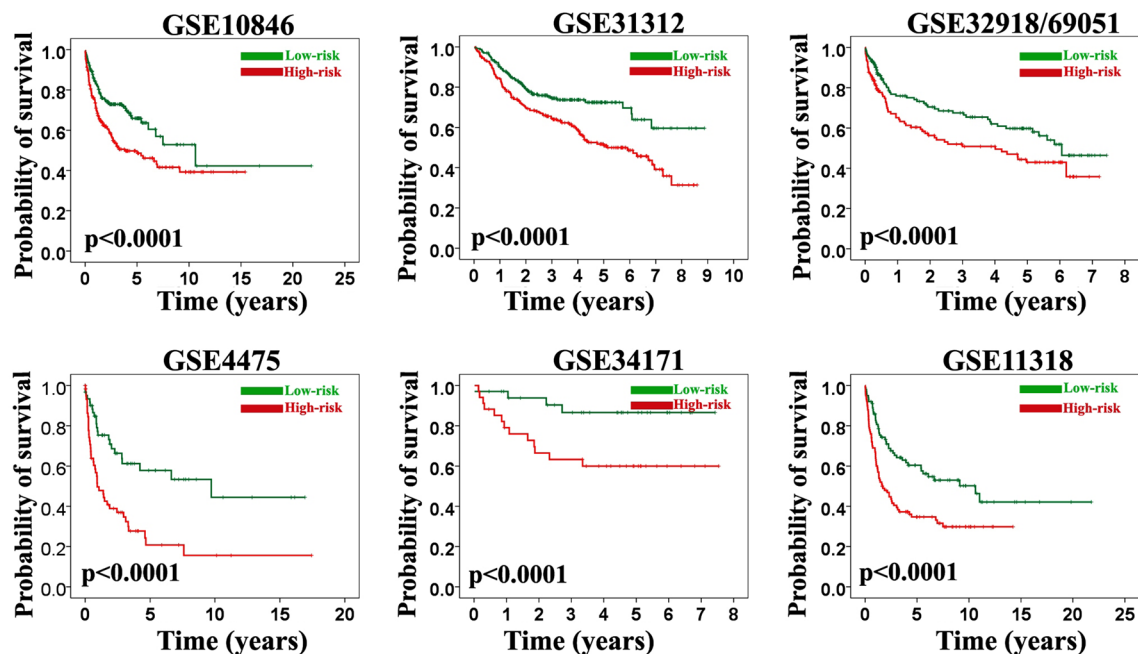 GSE10846
Low-risk
High-risk
Probability of survival
1.0
0.8
0.6
0.4
0.2
0.0
p<0.0001
0 5 10 15 20 25
Time (years)
GSE31312
Low-risk
High-risk
Probability of survival
1.0
0.8
0.6
0.4
0.2
0.0
p<0.0001
0 1 2 3 4 5 6 7 8 9 10
Time (years)
GSE32918/69051
Low-risk
High-risk
Probability of survival
1.0
0.8
0.6
0.4
0.2
0.0
p<0.0001
0 1 2 3 4 5 6 7 8
Time (years)
GSE4475
Low-risk
High-risk
Probability of survival
1.0
0.8
0.6
0.4
0.2
0.0
p<0.0001
0 5 10 15 20
Time (years)
GSE34171
Low-risk
High-risk
Probability of survival
1.0
0.8
0.6
0.4
0.2
0.0
p<0.0001
0 1 2 3 4 5 6 7 8
Time (years)
GSE11318
Low-risk
High-risk
Probability of survival
1.0
0.8
0.6
0.4
0.2
0.0
p<0.0001
0 5 10 15 20 25
Time (years)